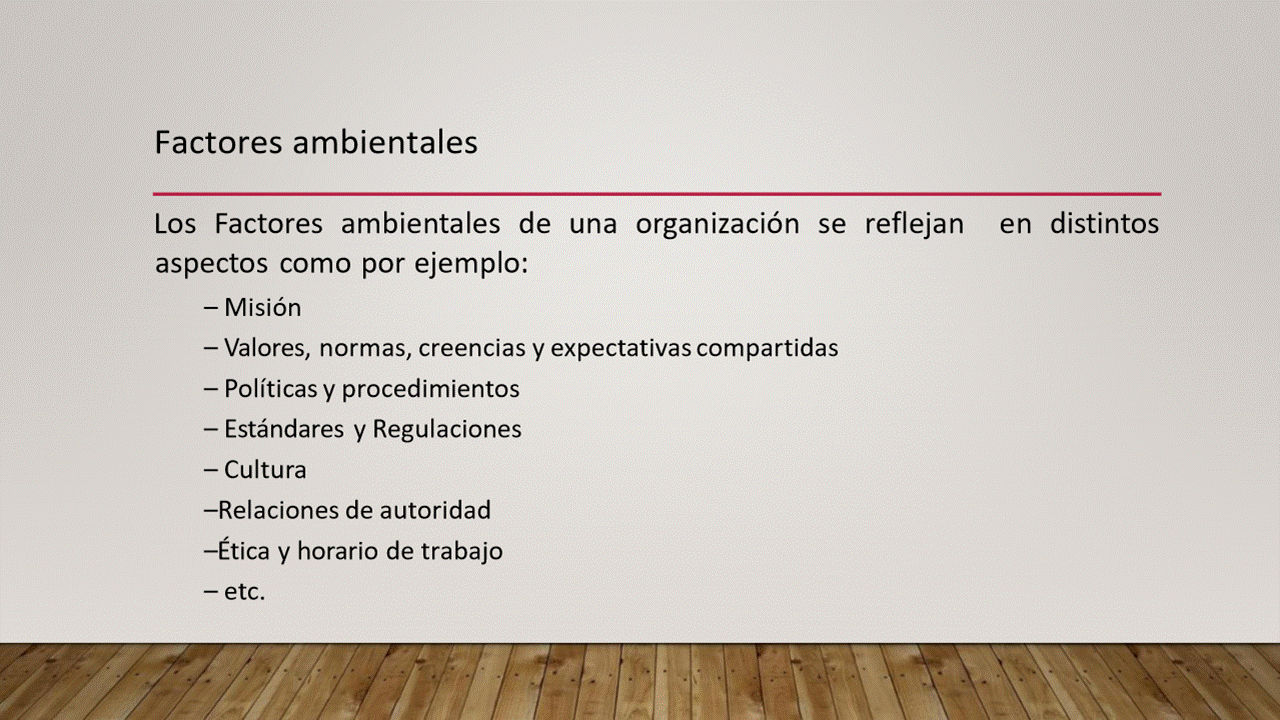 Factores ambientales
Los Factores ambientales de una organización se reflejan en distintos
aspectos como por ejemplo:
– Misión
– Valores, normas, creencias y expectativas compartidas
– Políticas y procedimientos
– Estándares y Regulaciones
– Cultura
–Relaciones de autoridad
–Ética y horario de trabajo
– etc.